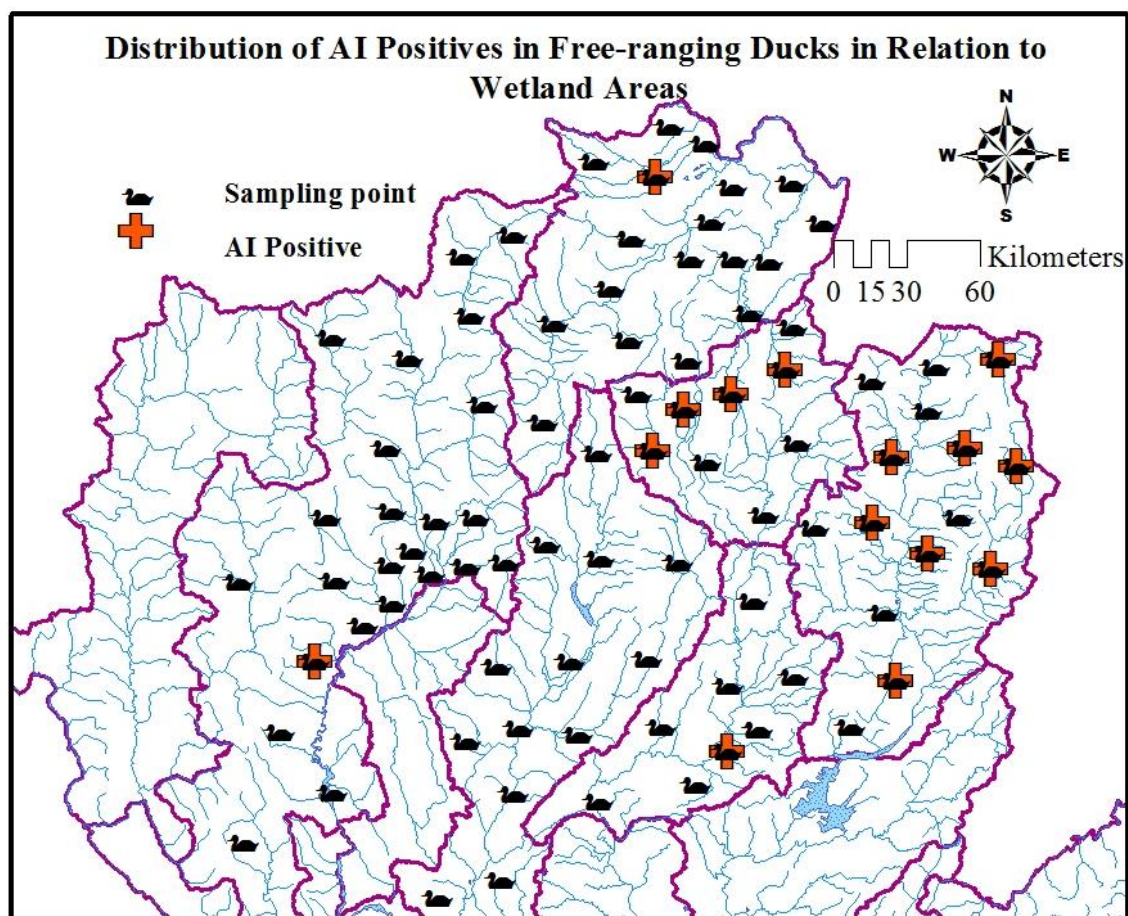 Distribution of AI Positives in Free-ranging Ducks in Relation to
Wetland Areas
N
W E
S
Sampling point
AI Positive
Kilometers
0 15 30 60